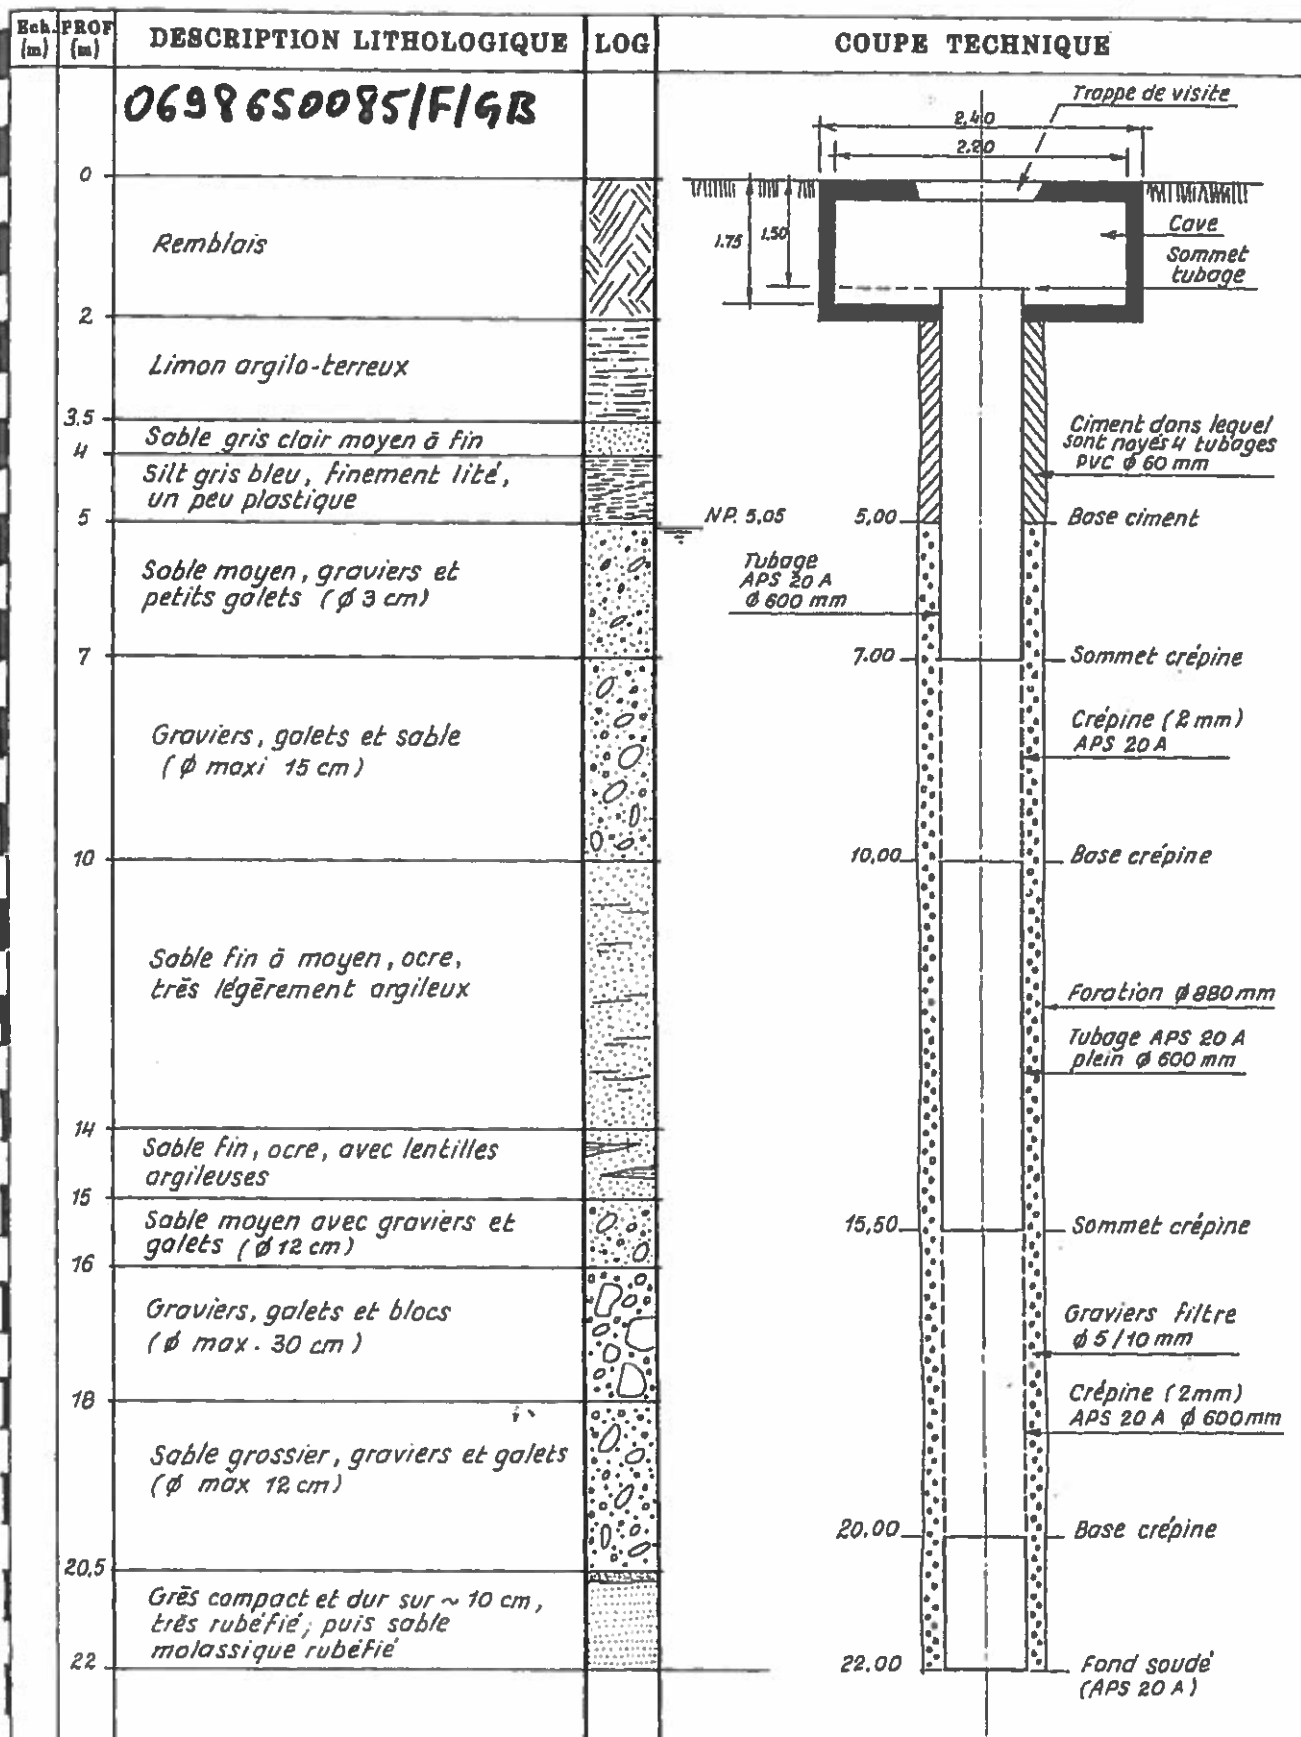 Ech. (m)
PROF (m)
DESCRIPTION LITHOLOGIQUE
LOG
COUPE TECHNIQUE
06986S0085/F/GB
0
Remblais
2
Limon argilo-terreux
3.5
Sable gris clair moyen à fin
4
Silt gris bleu, finement lité,
un peu plastique
5
Sable moyen, graviers et
petits galets (ϕ 3 cm)
7
Graviers, galets et sable
(ϕ maxi 15 cm)
10
Sable fin à moyen, ocre,
très légèrement argileux
14
Sable fin, ocre, avec lentilles
argileuses
15
Sable moyen avec graviers et
galets (ϕ 12 cm)
16
Graviers, galets et blocs
(ϕ max. 30 cm)
18
Sable grossier, graviers et galets
(ϕ max 12 cm)
20,5
Grès compact et dur sur ~ 10 cm,
très rubéfié, puis sable
molassique rubéfié
22
Trappe de visite
2,40
2.20
1.75
1.50
Cave
Sommet
tubage
Ciment dans lequel
sont noyés 4 tubages
PVC ϕ 60 mm
NP. 5,05
5,00
Base ciment
Tubage
APS 20 A
ϕ 600 mm
7.00
Sommet crépine
Crépine (2 mm)
APS 20 A
10,00
Base crépine
Foration ϕ 880 mm
Tubage APS 20 A
plein ϕ 600 mm
15,50
Sommet crépine
Graviers filtre
ϕ 5/10 mm
Crépine (2mm)
APS 20 A ϕ 600mm
20.00
Base crépine
22.00
Fond soudé
(APS 20 A)